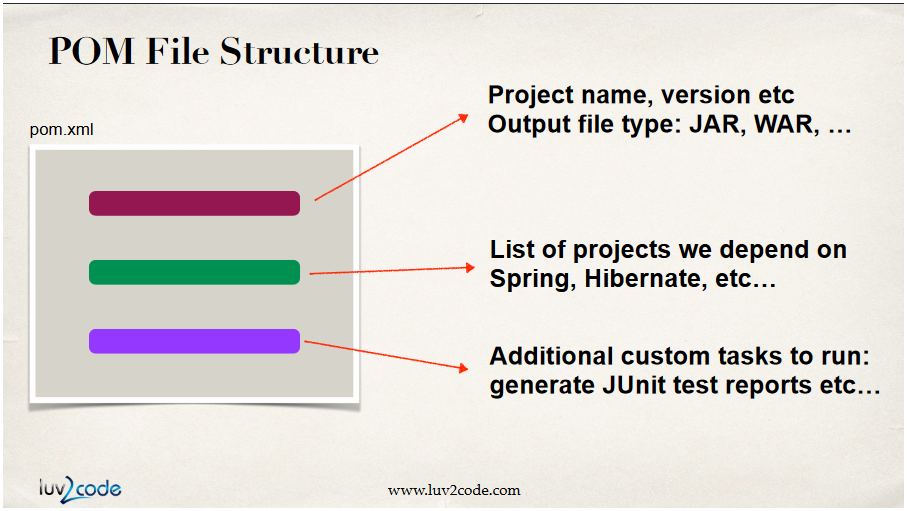 POM File Structure
pom.xml
Project name, version etc
Output file type: JAR, WAR, …
List of projects we depend on
Spring, Hibernate, etc…
Additional custom tasks to run:
generate JUnit test reports etc…
luv2code
www.luv2code.com